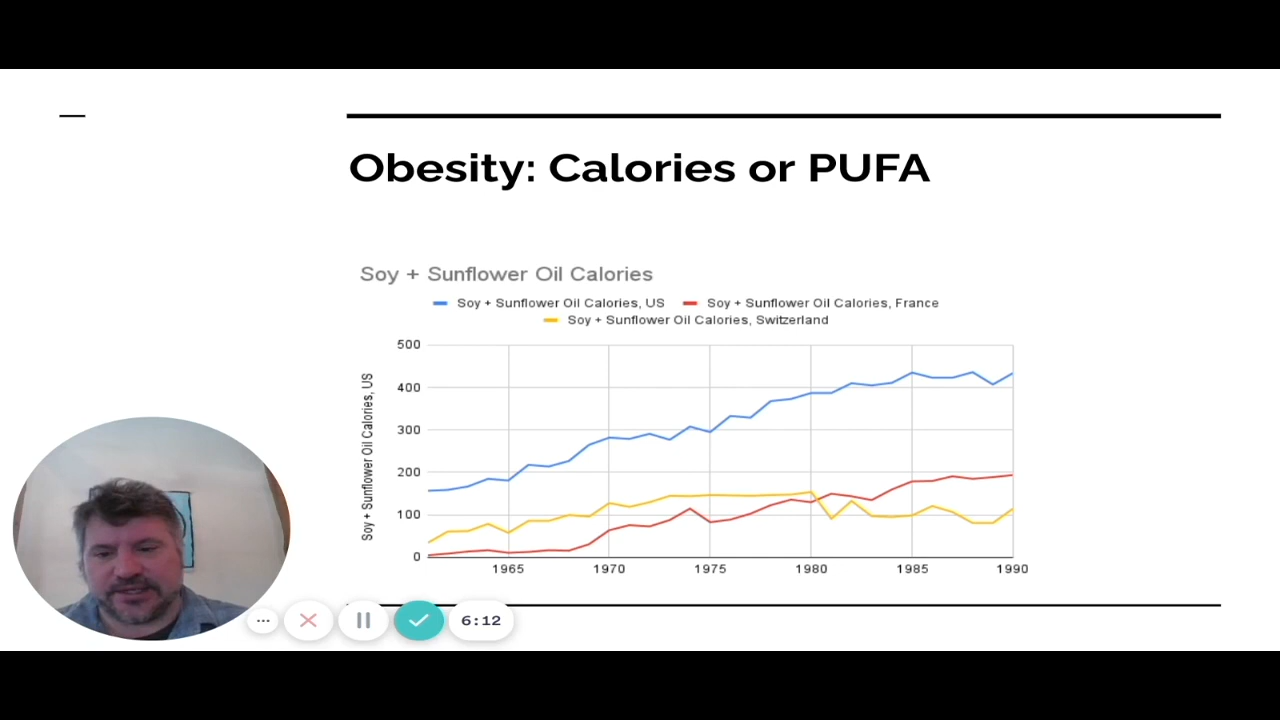 Obesity: Calories or PUFA
Soy + Sunflower Oil Calories
Soy + Sunflower Oil Calories, US Soy + Sunflower Oil Calories, France
Soy + Sunflower Oil Calories, Switzerland
Soy + Sunflower Oil Calories, US
500
400
300
200
100
0
1965 1970 1975 1980 1985 1990
6:12